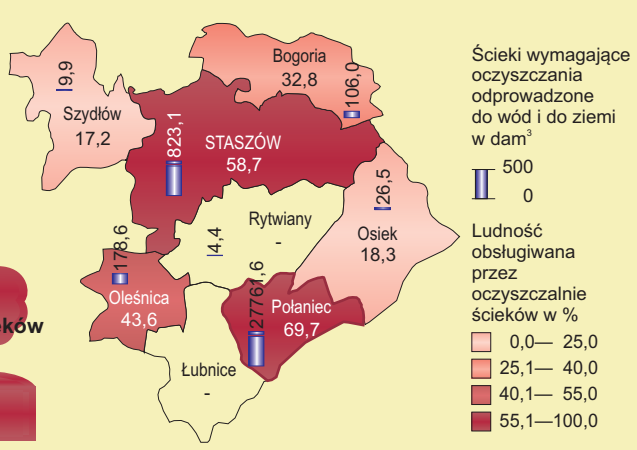 9,9
Szydłów
17,2
Bogoria
32,8
106,0
823,1
STASZÓW
58,7
26,5
Osiek
18,3
Rytwiany
-
4,4
178,6
Oleśnica
43,6
27761,6
Połaniec
69,7
Łubnice
-
ków
Ścieki wymagające
oczyszczania
odprowadzone
do wód i do ziemi
w dam³
500
0
Ludność
obsługiwana
przez
oczyszczalnie
ścieków w %
0,0— 25,0
25,1— 40,0
40,1— 55,0
55,1—100,0